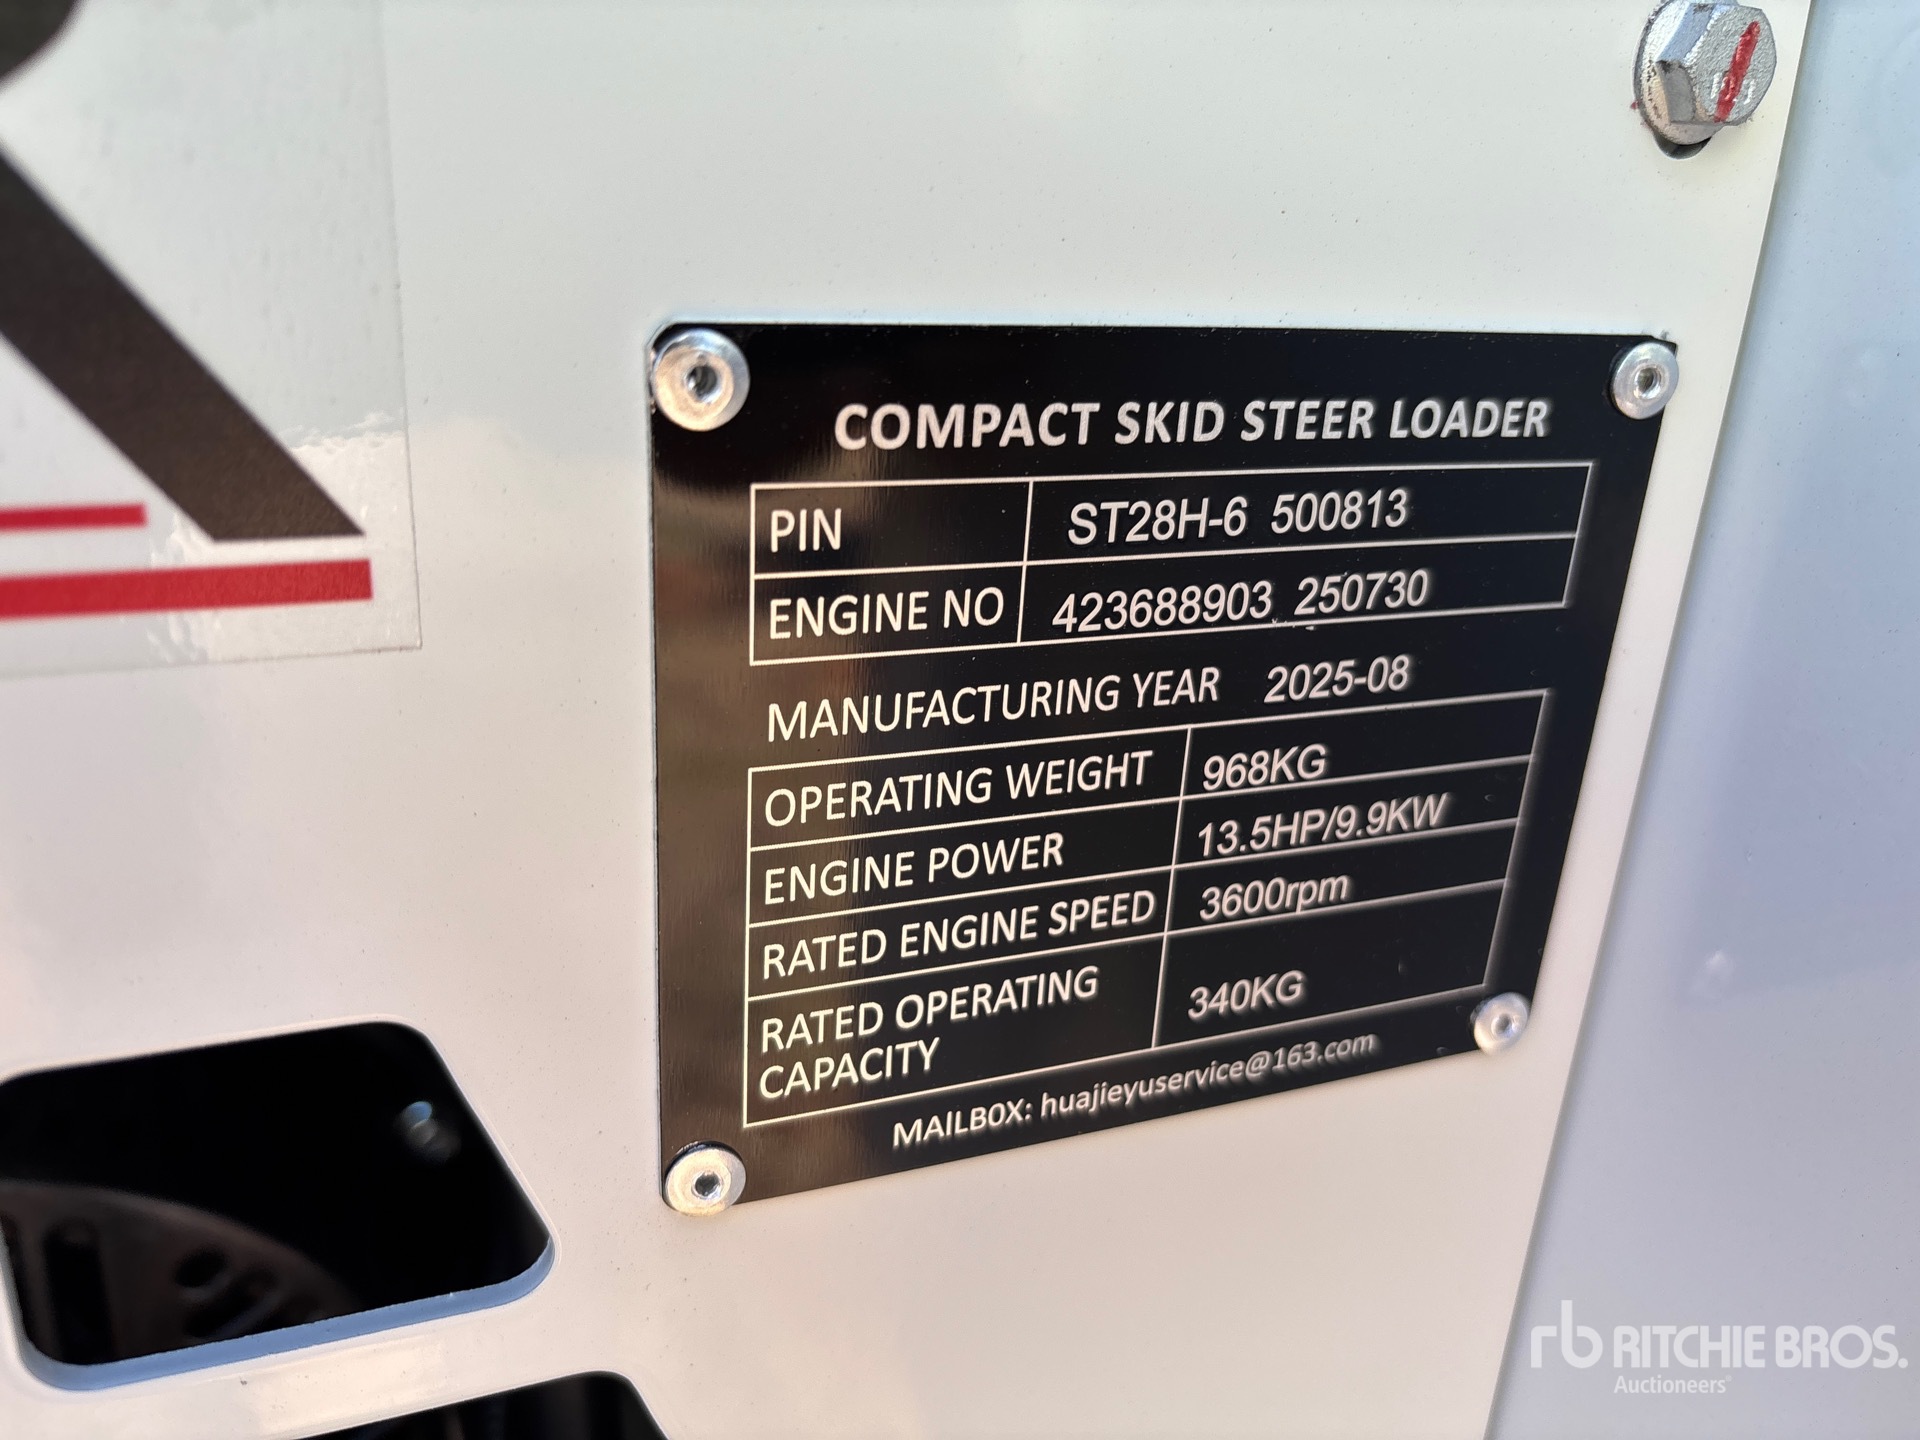 COMPACT SKID STEER LOADER
PIN ST28H-6 500813
ENGINE NO 423688903 250730
MANUFACTURING YEAR 2025-08
OPERATING WEIGHT 968KG
ENGINE POWER 13.5HP/9.9KW
RATED ENGINE SPEED 3600rpm
RATED OPERATING
CAPACITY 340KG
MAILBOX: huajieyuservice@163.com
rb RITCHIE BROS.
Auctioneers